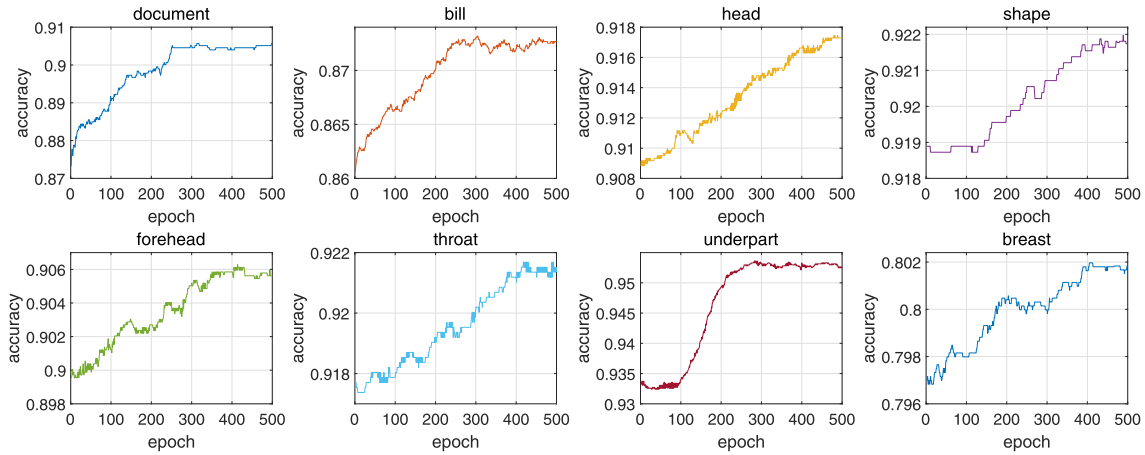 document bill head shape
0.91 0.9 0.89 0.88 0.87
accuracy
0 100 200 300 400 500
epoch
0.87 0.865 0.86
accuracy
0 100 200 300 400 500
epoch
0.918 0.916 0.914 0.912 0.91 0.908
accuracy
0 100 200 300 400 500
epoch
0.922 0.921 0.92 0.919 0.918
accuracy
0 100 200 300 400 500
epoch
forehead throat underpart breast
0.906 0.904 0.902 0.9 0.898
accuracy
0 100 200 300 400 500
epoch
0.922 0.92 0.918
accuracy
0 100 200 300 400 500
epoch
0.95 0.945 0.94 0.935 0.93
accuracy
0 100 200 300 400 500
epoch
0.802 0.8 0.798 0.796
accuracy
0 100 200 300 400 500
epoch